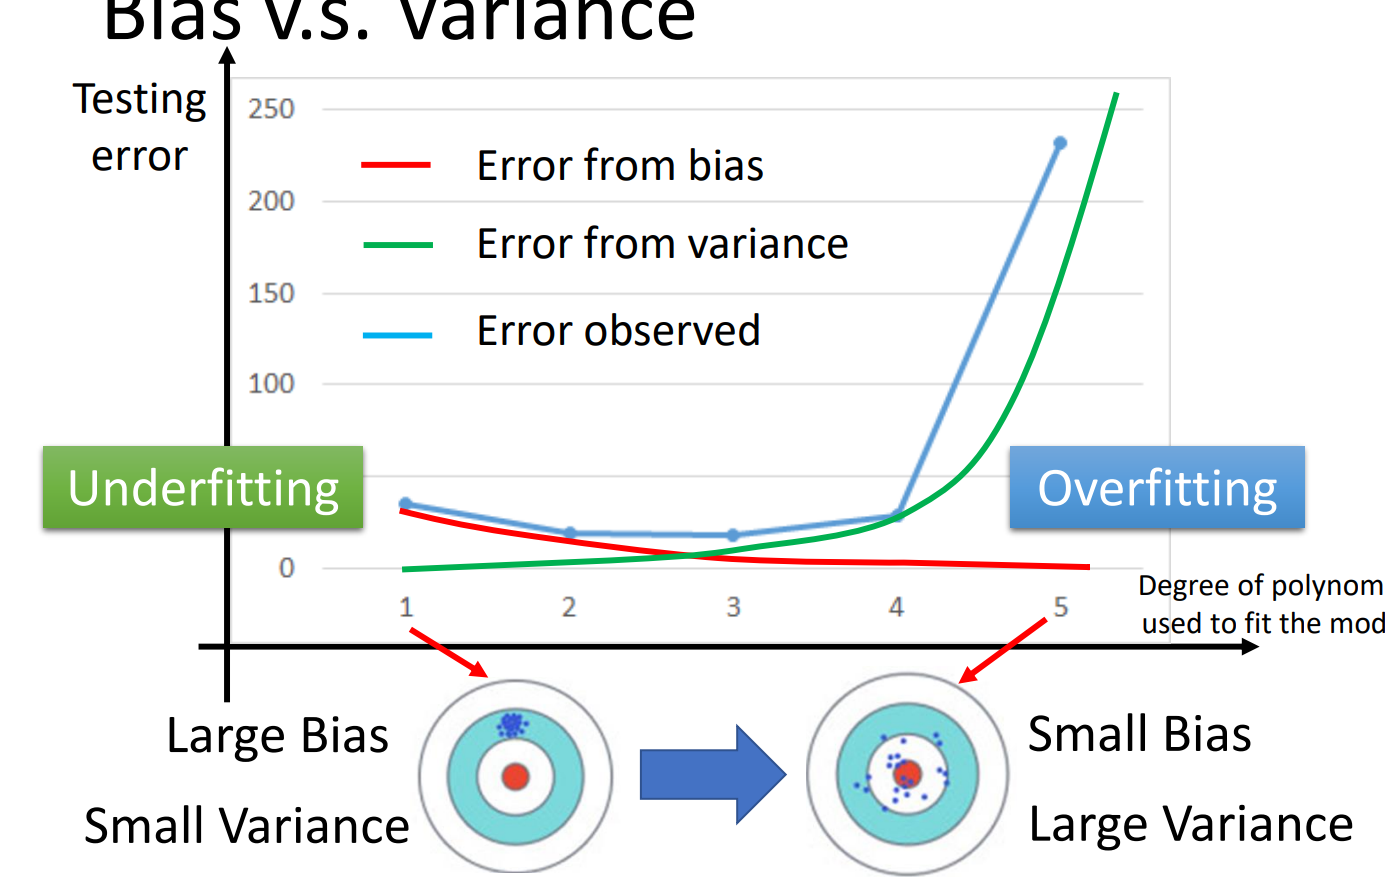 Bias v.s. Variance
Testing
error
250
200
150
100
0
Error from bias
Error from variance
Error observed
Underfitting
Overfitting
1 2 3 4 5
Degree of polynom
used to fit the mod
Large Bias
Small Variance
Small Bias
Large Variance